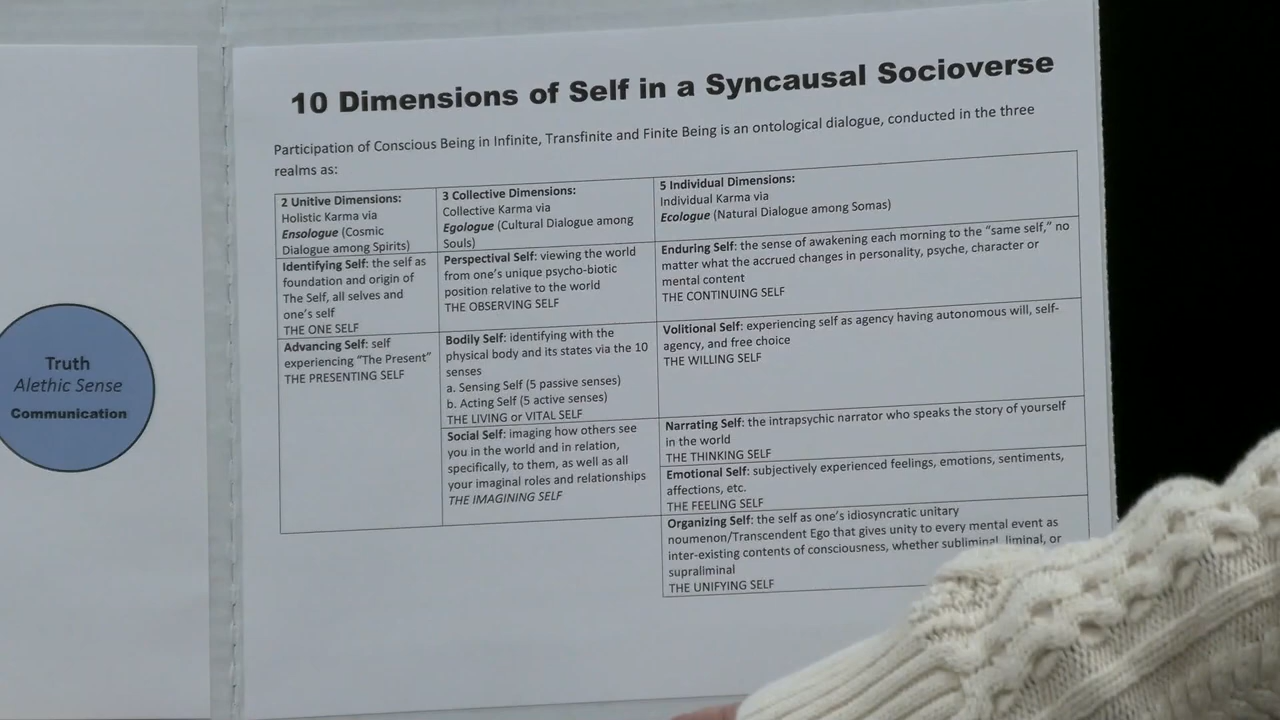 Truth
Alethic Sense
Communication
10 Dimensions of Self in a Syncausal Socioverse
Participation of Conscious Being in Infinite, Transfinite and Finite Being is an ontological dialogue, conducted in the three
realms as:
2 Unitive Dimensions:
Holistic Karma via
Ensologue (Cosmic
Dialogue among Spirits)
Identifying Self: the self as
foundation and origin of
The Self, all selves and
one's self
THE ONE SELF
Advancing Self: self
experiencing "The Present"
THE PRESENTING SELF
3 Collective Dimensions:
Collective Karma via
Egologue (Cultural Dialogue among
Souls)
Perspectival Self: viewing the world
from one's unique psycho-biotic
position relative to the world
THE OBSERVING SELF
Bodily Self: identifying with the
physical body and its states via the 10
senses
a. Sensing Self (5 passive senses)
b. Acting Self (5 active senses)
THE LIVING or VITAL SELF
Social Self: imaging how others see
you in the world and in relation,
specifically, to them, as well as all
your imaginal roles and relationships
THE IMAGINING SELF
5 Individual Dimensions:
Individual Karma via
Ecologue (Natural Dialogue among Somas)
Enduring Self: the sense of awakening each morning to the "same self," no
matter what the accrued changes in personality, psyche, character or
mental content
THE CONTINUING SELF
Volitional Self: experiencing self as agency having autonomous will, self-
agency, and free choice
THE WILLING SELF
Narrating Self: the intrapsychic narrator who speaks the story of yourself
in the world
THE THINKING SELF
Emotional Self: subjectively experienced feelings, emotions, sentiments,
affections, etc.
THE FEELING SELF
Organizing Self: the self as one's idiosyncratic unitary
noumenon/Transcendent Ego that gives unity to every mental event as
inter-existing contents of consciousness, whether subliminal, liminal, or
supraliminal
THE UNIFYING SELF